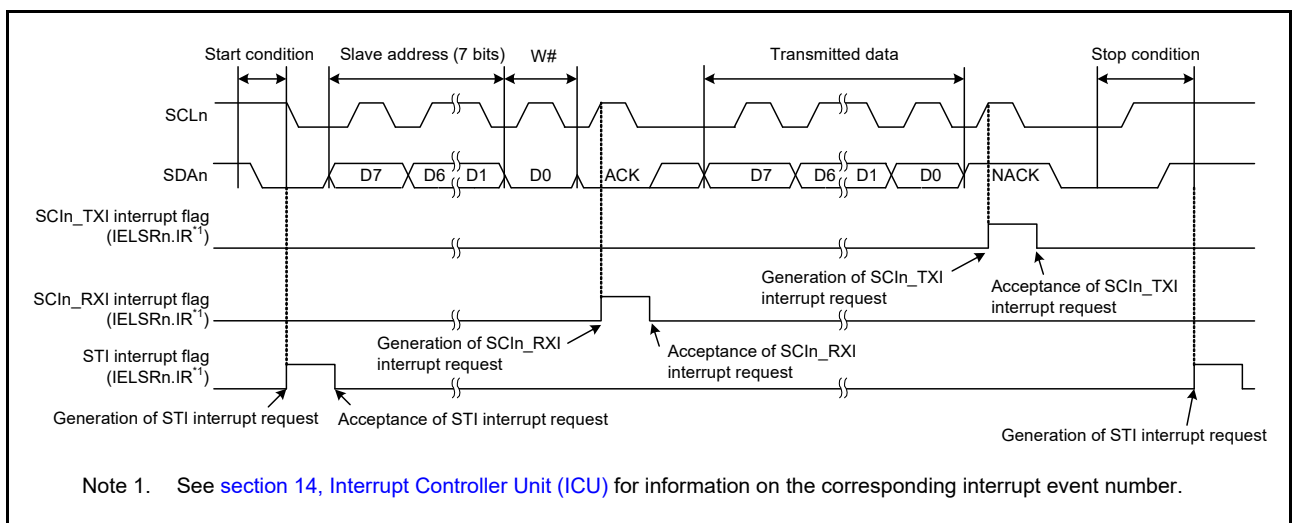 Start condition
Slave address (7 bits)
W#
Transmitted data
Stop condition
SCLn
SDAn
D7
D6
D1
D0
ACK
D7
D6
D1
D0
NACK
SCIn_TXI interrupt flag
(IELSRn.IR*1)
Generation of SCIn_TXI
interrupt request
Acceptance of SCIn_TXI
interrupt request
SCIn_RXI interrupt flag
(IELSRn.IR*1)
Generation of SCIn_RXI
interrupt request
Acceptance of SCIn_RXI
interrupt request
STI interrupt flag
(IELSRn.IR*1)
Generation of STI interrupt request
Acceptance of STI interrupt request
Generation of STI interrupt request
Note 1. See section 14, Interrupt Controller Unit (ICU) for information on the corresponding interrupt event number.